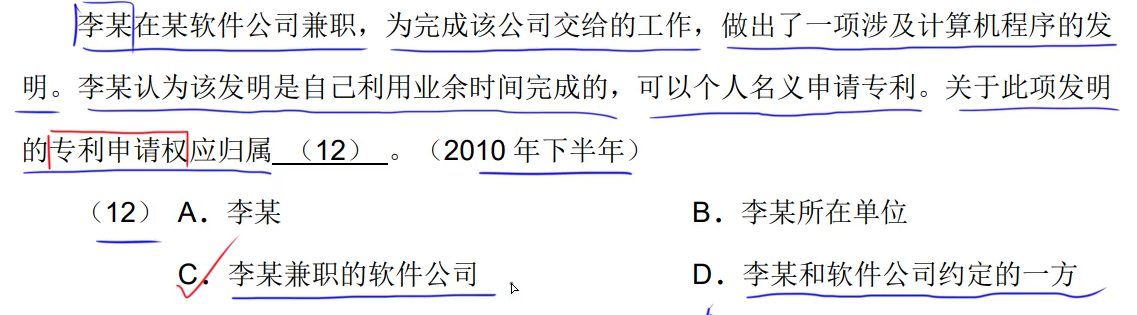 李某在某软件公司兼职，为完成该公司交给的工作，做出了一项涉及计算机程序的发
明。李某认为该发明是自己利用业余时间完成的，可以个人名义申请专利。关于此项发明
的专利申请权应归属（12）。（2010 年下半年）
（12） A．李某 B．李某所在单位
C．李某兼职的软件公司 D．李某和软件公司约定的一方